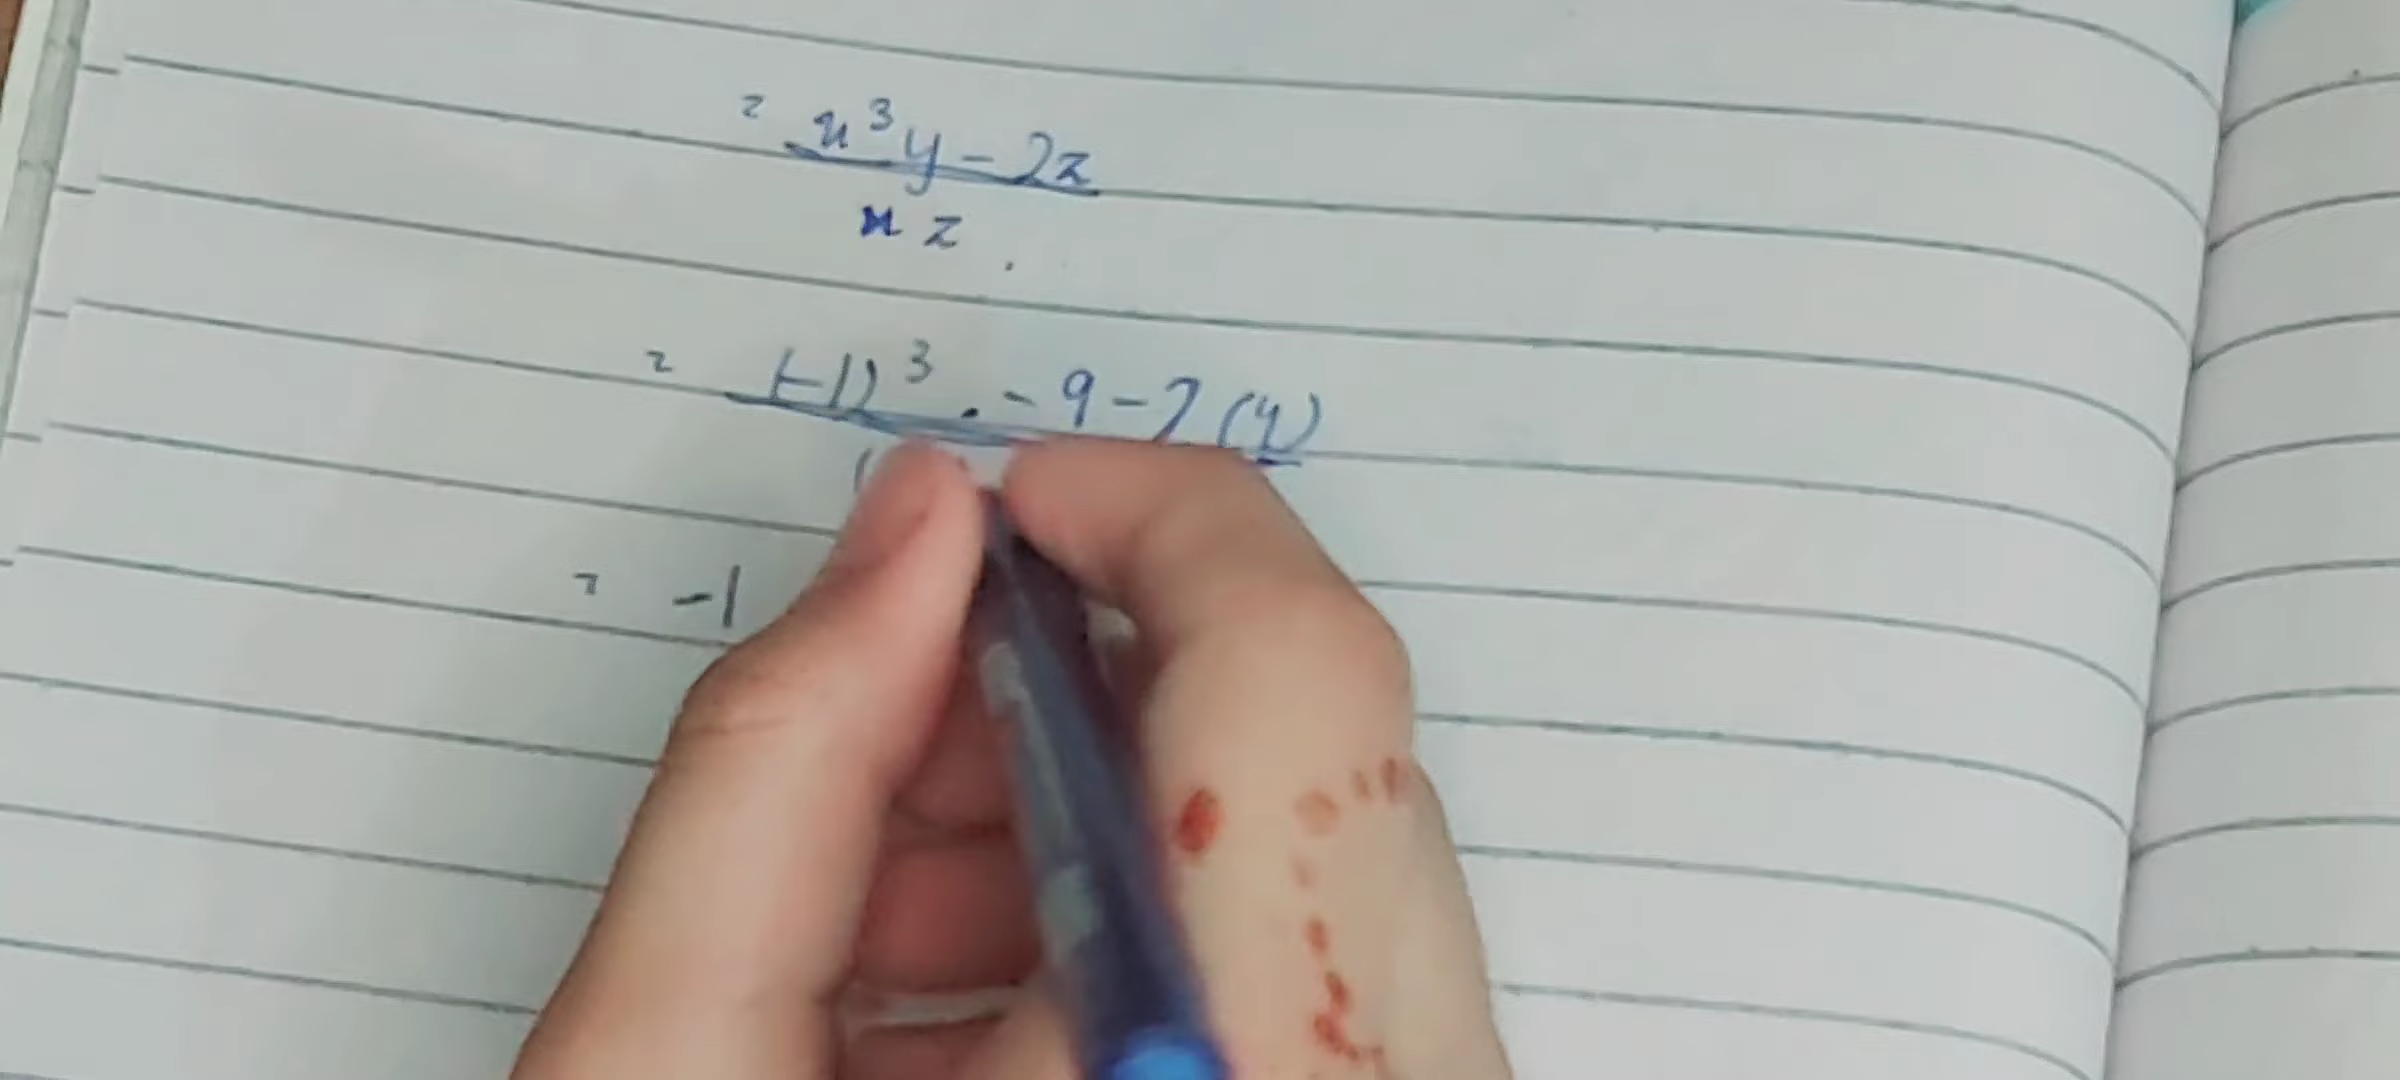 = x³y - 2z
xz
= (-1)³ . - 9 - 2 (4)
(
= -1